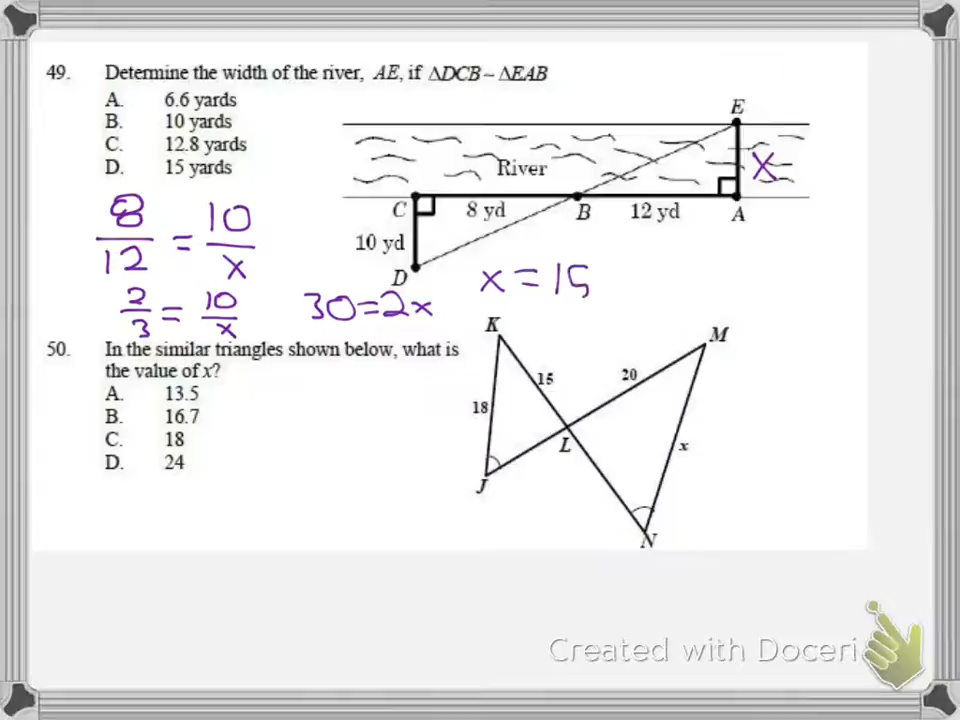 49. Determine the width of the river, AE, if ΔDCB ~ ΔEAB
A. 6.6 yards
B. 10 yards
C. 12.8 yards
D. 15 yards
E
River
X
C 8 yd B 12 yd A
10 yd
D
8/12 = 10/x
x = 15
2/3 = 10/x 30=2x
50. In the similar triangles shown below, what is
the value of x?
A. 13.5
B. 16.7
C. 18
D. 24
K
M
15
20
18
L
x
J
N
Created with Doceri